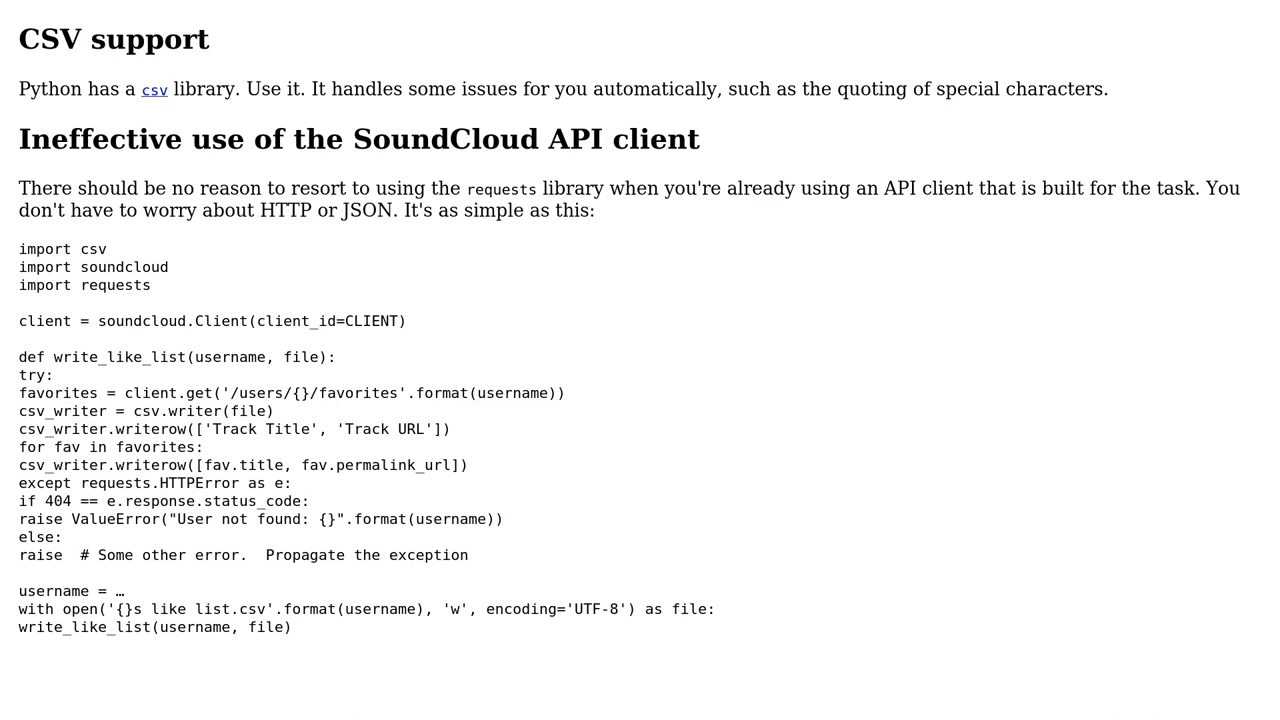 CSV support
Python has a csv library. Use it. It handles some issues for you automatically, such as the quoting of special characters.
Ineffective use of the SoundCloud API client
There should be no reason to resort to using the requests library when you're already using an API client that is built for the task. You
don't have to worry about HTTP or JSON. It's as simple as this:
import csv
import soundcloud
import requests
client = soundcloud.Client(client_id=CLIENT)
def write_like_list(username, file):
try:
favorites = client.get('/users/{}/favorites'.format(username))
csv_writer = csv.writer(file)
csv_writer.writerow(['Track Title', 'Track URL'])
for fav in favorites:
csv_writer.writerow([fav.title, fav.permalink_url])
except requests.HTTPError as e:
if 404 == e.response.status_code:
raise ValueError("User not found: {}".format(username))
else:
raise  # Some other error.  Propagate the exception
username = …
with open('{}s like list.csv'.format(username), 'w', encoding='UTF-8') as file:
write_like_list(username, file)